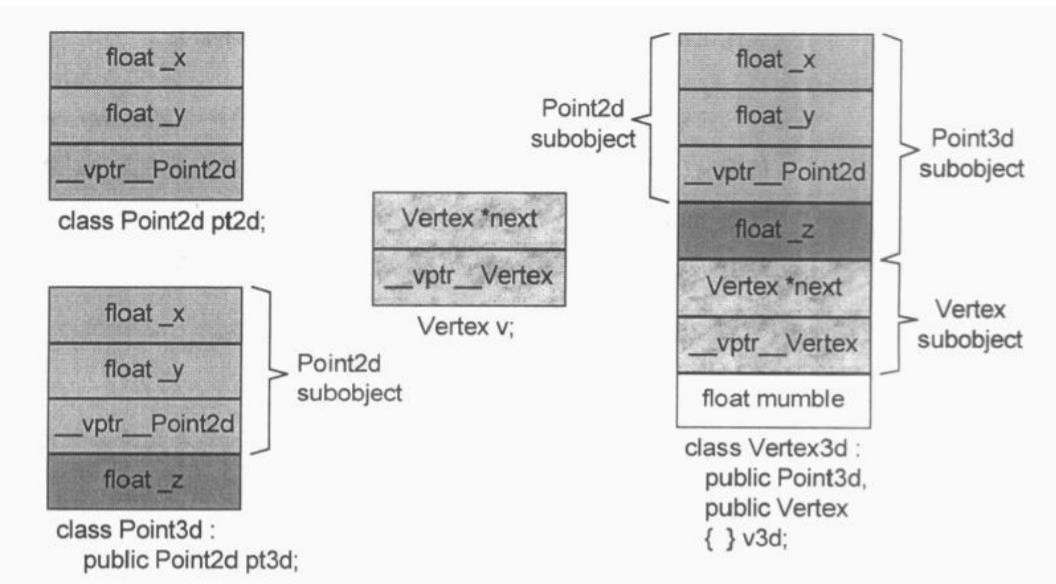 float _x
float _y
__vptr__Point2d
class Point2d pt2d;
float _x
float _y
__vptr__Point2d
float _z
Point2d
subobject
class Point3d :
public Point2d pt3d;
Vertex *next
__vptr__Vertex
Vertex v;
Point2d
subobject
float _x
float _y
__vptr__Point2d
float _z
Vertex *next
__vptr__Vertex
float mumble
Point3d
subobject
Vertex
subobject
class Vertex3d :
public Point3d,
public Vertex
{ } v3d;